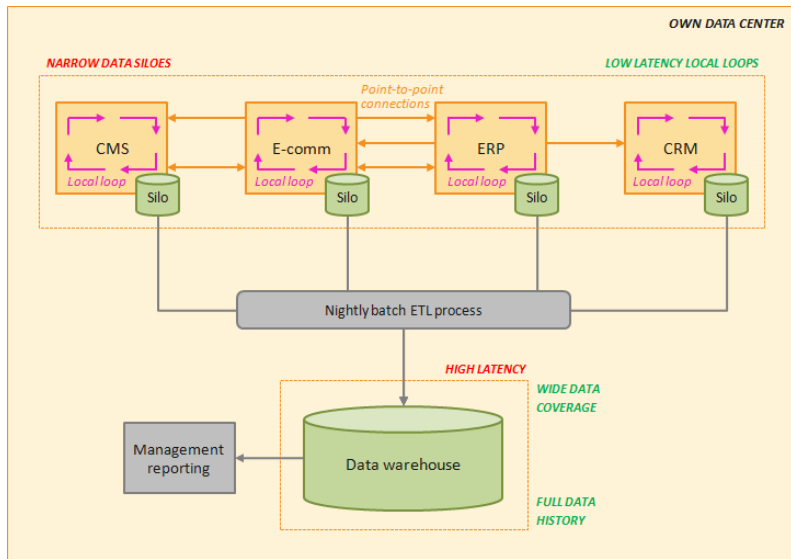 OWN DATA CENTER
NARROW DATA SILOES
LOW LATENCY LOCAL LOOPS
Point-to-point
connections
CMS
E-comm
ERP
CRM
Local loop
Local loop
Local loop
Local loop
Silo
Silo
Silo
Silo
Nightly batch ETL process
HIGH LATENCY
WIDE DATA
COVERAGE
Management
reporting
Data warehouse
FULL DATA
HISTORY